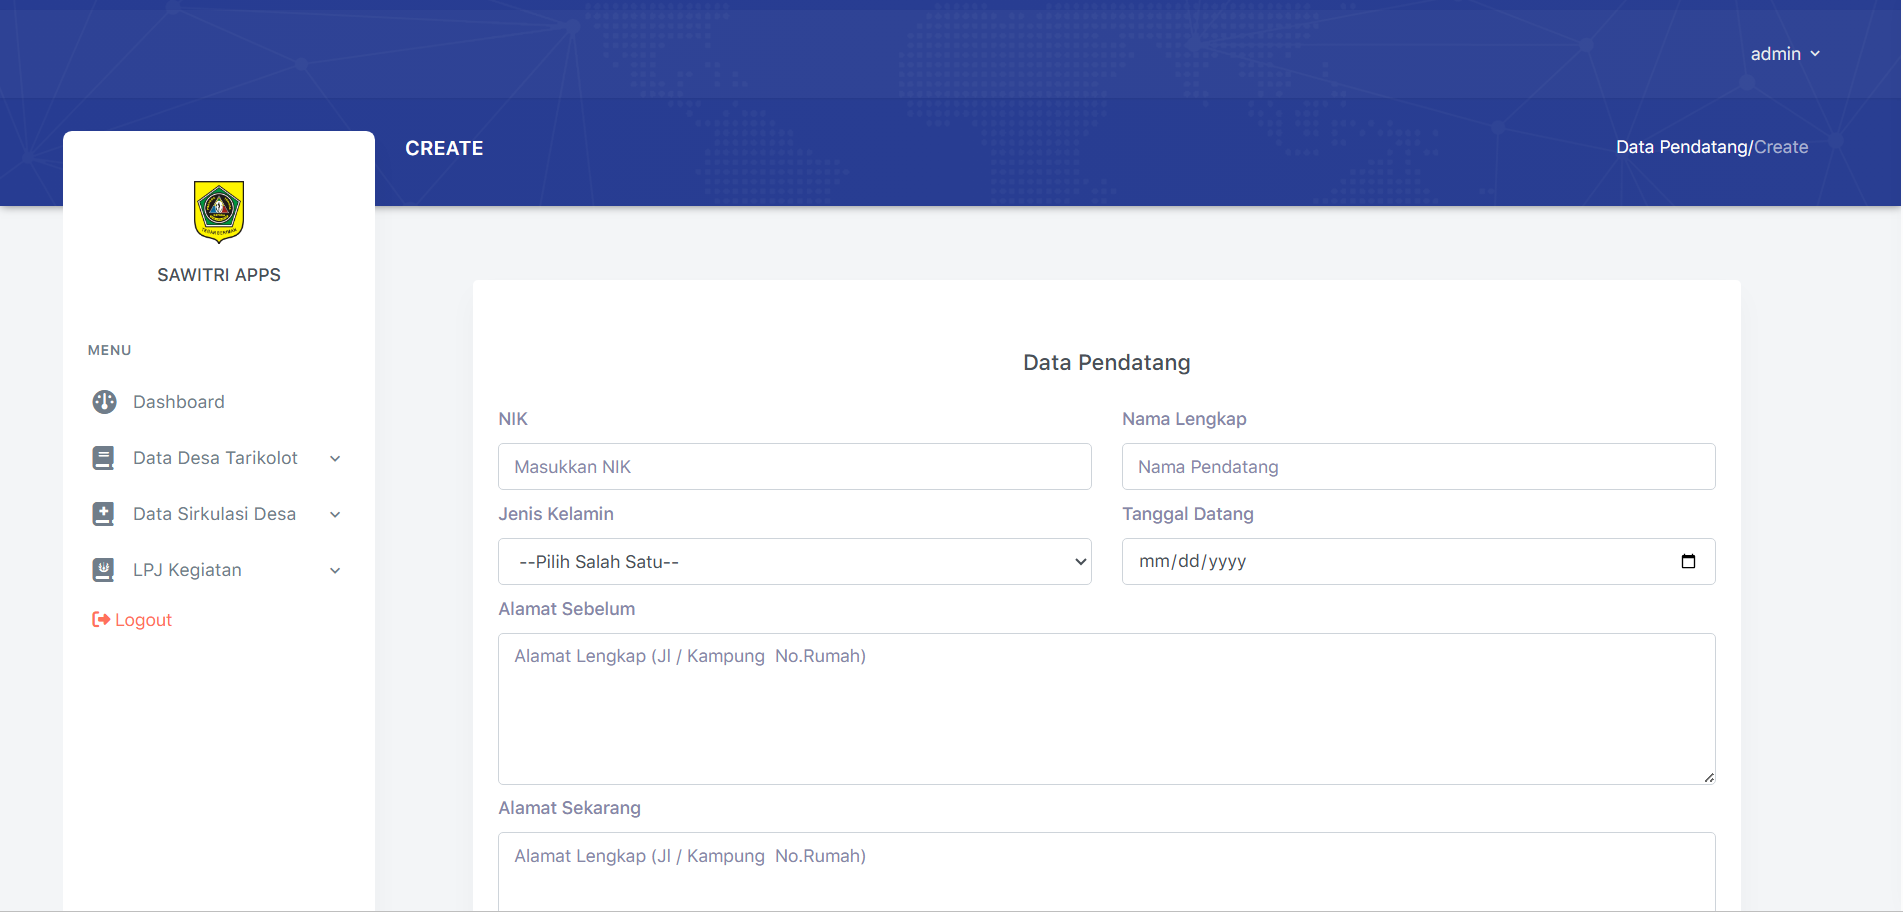 admin
CREATE
Data Pendatang/Create
SAWITRI APPS
MENU
Dashboard
Data Desa Tarikolot
Data Sirkulasi Desa
LPJ Kegiatan
Logout
Data Pendatang
NIK
Masukkan NIK
Nama Lengkap
Nama Pendatang
Jenis Kelamin
--Pilih Salah Satu--
Tanggal Datang
mm/dd/yyyy
Alamat Sebelum
Alamat Lengkap (Jl / Kampung  No.Rumah)
Alamat Sekarang
Alamat Lengkap (Jl / Kampung  No.Rumah)